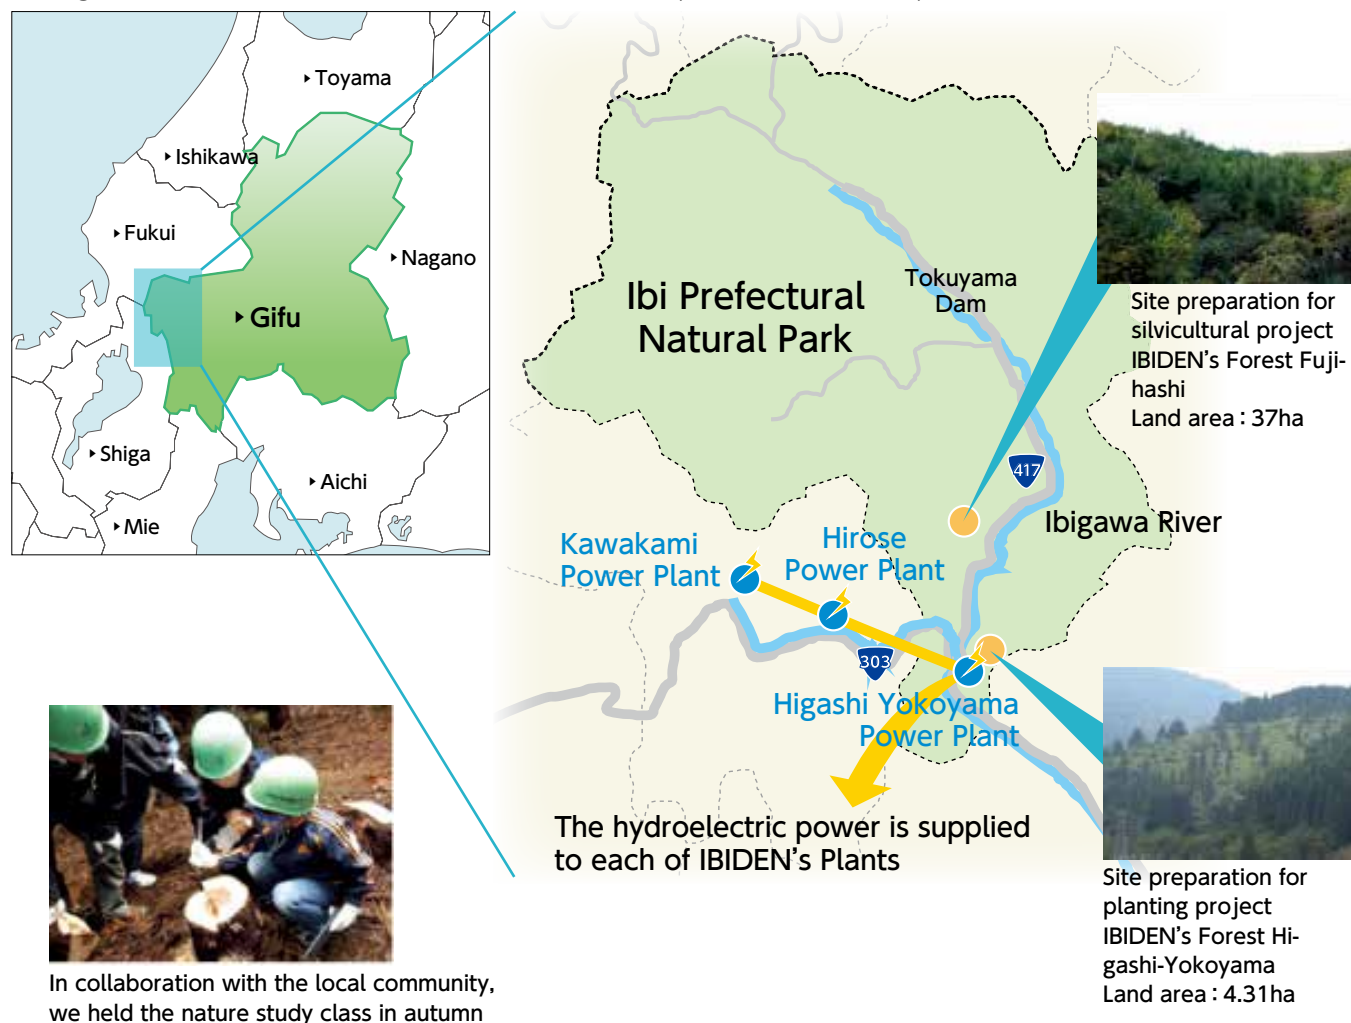 Toyama
Ishikawa
Fukui
Nagano
Gifu
Shiga
Aichi
Mie
Ibi Prefectural
Natural Park
Tokuyama
Dam
417
Ibigawa River
Kawakami
Power Plant
Hirose
Power Plant
303
Higashi Yokoyama
Power Plant
The hydroelectric power is supplied
to each of IBIDEN’s Plants
Site preparation for
silvicultural project
IBIDEN’s Forest Fuji-
hashi
Land area : 37ha
Site preparation for
planting project
IBIDEN’s Forest Hi-
gashi-Yokoyama
Land area : 4.31ha
In collaboration with the local community,
we held the nature study class in autumn